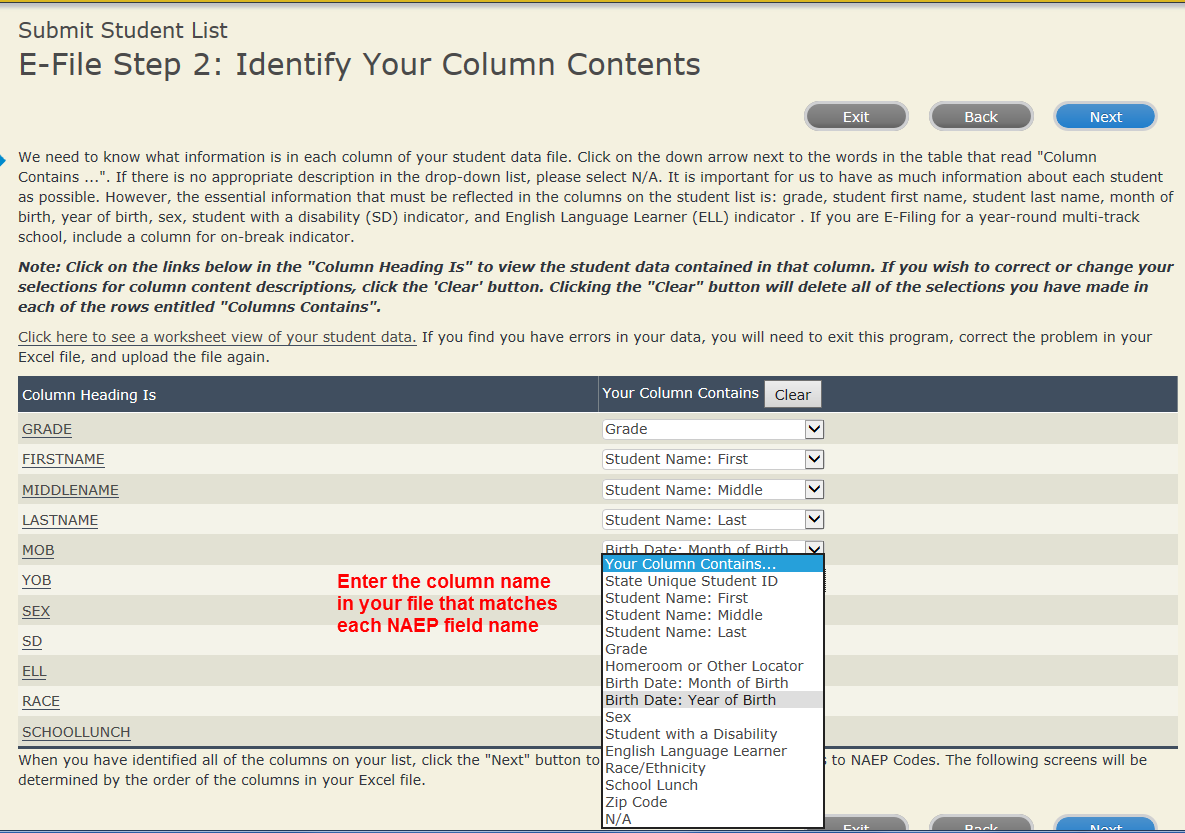 Submit Student List
E-File Step 2: Identify Your Column Contents
Exit
Back
Next
We need to know what information is in each column of your student data file. Click on the down arrow next to the words in the table that read "Column
Contains ...". If there is no appropriate description in the drop-down list, please select N/A. It is important for us to have as much information about each student
as possible. However, the essential information that must be reflected in the columns on the student list is: grade, student first name, student last name, month of
birth, year of birth, sex, student with a disability (SD) indicator, and English Language Learner (ELL) indicator . If you are E-Filing for a year-round multi-track
school, include a column for on-break indicator.
Note: Click on the links below in the "Column Heading Is" to view the student data contained in that column. If you wish to correct or change your
selections for column content descriptions, click the 'Clear' button. Clicking the "Clear" button will delete all of the selections you have made in
each of the rows entitled "Columns Contains".
Click here to see a worksheet view of your student data. If you find you have errors in your data, you will need to exit this program, correct the problem in your
Excel file, and upload the file again.
Column Heading Is
Your Column Contains Clear
GRADE
Grade
FIRSTNAME
Student Name: First
MIDDLENAME
Student Name: Middle
LASTNAME
Student Name: Last
MOB
Birth Date: Month of Birth
YOB
SEX
SD
ELL
RACE
SCHOOLLUNCH
Enter the column name
in your file that matches
each NAEP field name
Your Column Contains...
State Unique Student ID
Student Name: First
Student Name: Middle
Student Name: Last
Grade
Homeroom or Other Locator
Birth Date: Month of Birth
Birth Date: Year of Birth
Sex
Student with a Disability
English Language Learner
Race/Ethnicity
School Lunch
Zip Code
N/A
When you have identified all of the columns on your list, click the "Next" button to to NAEP Codes. The following screens will be
determined by the order of the columns in your Excel file.
Exit
Back
Next